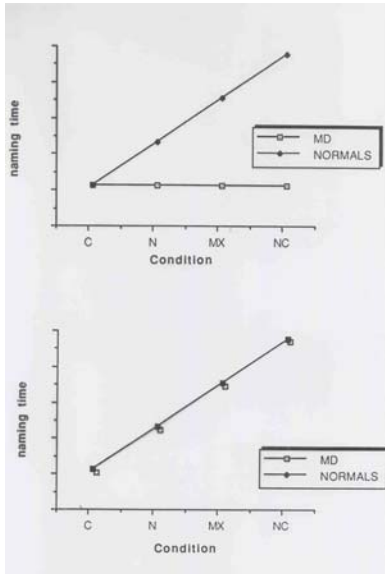 naming time
MD
NORMALS
C N MX NC
Condition
naming time
MD
NORMALS
C N MX NC
Condition